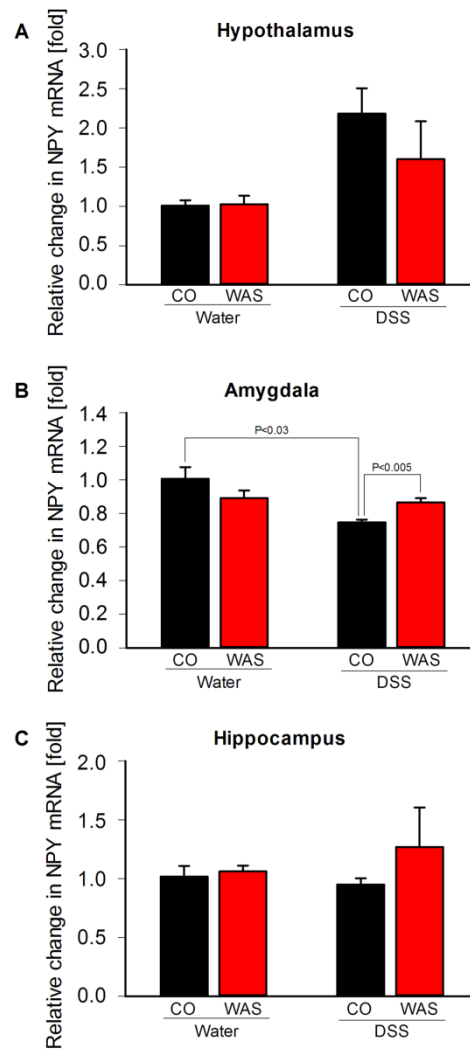 A
Hypothalamus
Relative change in NPY mRNA [fold]
3.0
2.5
2.0
1.5
1.0
0.5
0.0
CO WAS CO WAS
Water DSS
B
Amygdala
Relative change in NPY mRNA [fold]
1.4
1.2
1.0
0.8
0.6
0.4
0.2
0.0
P<0.03
P<0.005
CO WAS CO WAS
Water DSS
C
Hippocampus
Relative change in NPY mRNA [fold]
2.0
1.5
1.0
0.5
0.0
CO WAS CO WAS
Water DSS